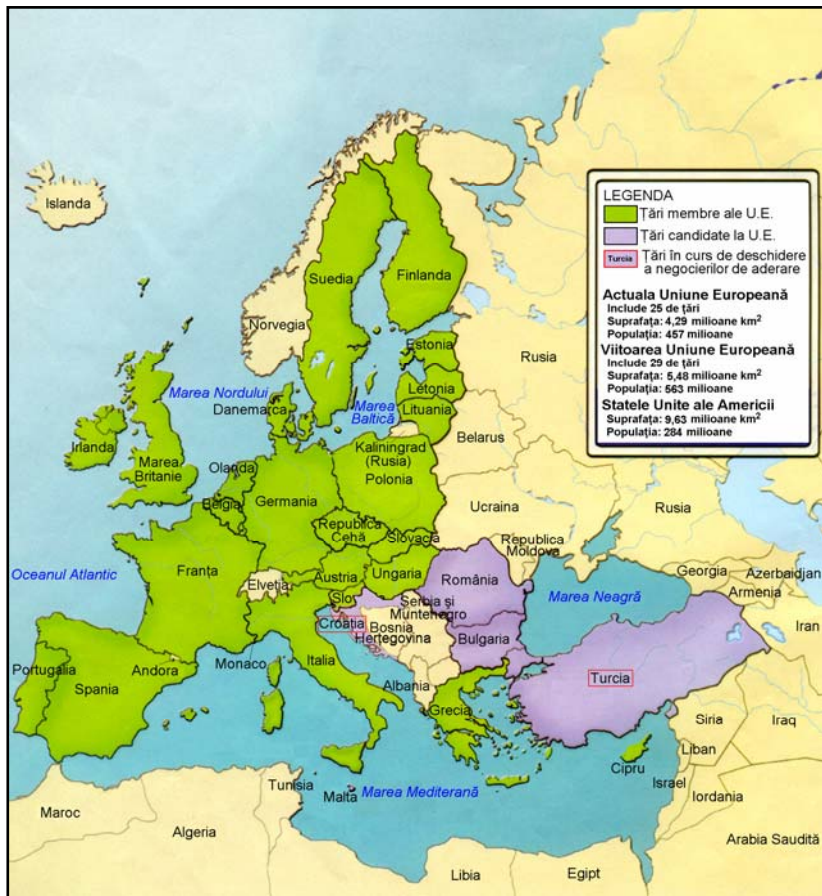 Islanda
Suedia
Finlanda
Norvegia
Rusia
Estonia
Letonia
Lituania
Marea Nordului
Danemarca
Marea
Baltică
Belarus
Irlanda
Marea
Britanie
Olanda
Kaliningrad
(Rusia)
Polonia
Belgia
Germania
Ucraina
Rusia
Republica
Cehă
Slovacia
Republica
Moldova
Oceanul Atlantic
Franța
Elveția
Austria
Ungaria
România
Slo
Serbia și
Muntenegro
Croația
Bosnia
Herțegovina
Bulgaria
Marea Neagră
Georgia
Azerbaidjan
Armenia
Iran
Portugalia
Spania
Andora
Monaco
Italia
Albania
Grecia
Turcia
Siria
Iraq
Liban
Cipru
Israel
Iordania
Arabia Saudită
Maroc
Algeria
Tunisia
Malta
Marea Mediterană
Libia
Egipt
LEGENDA
Țări membre ale U.E.
Țări candidate la U.E.
Turcia Țări în curs de deschidere
a negocierilor de aderare
Actuala Uniune Europeană
Include 25 de țări
Suprafața: 4,29 milioane km²
Populația: 457 milioane
Viitoarea Uniune Europeană
Include 29 de țări
Suprafața: 5,48 milioane km²
Populația: 563 milioane
Statele Unite ale Americii
Suprafața: 9,63 milioane km²
Populația: 284 milioane